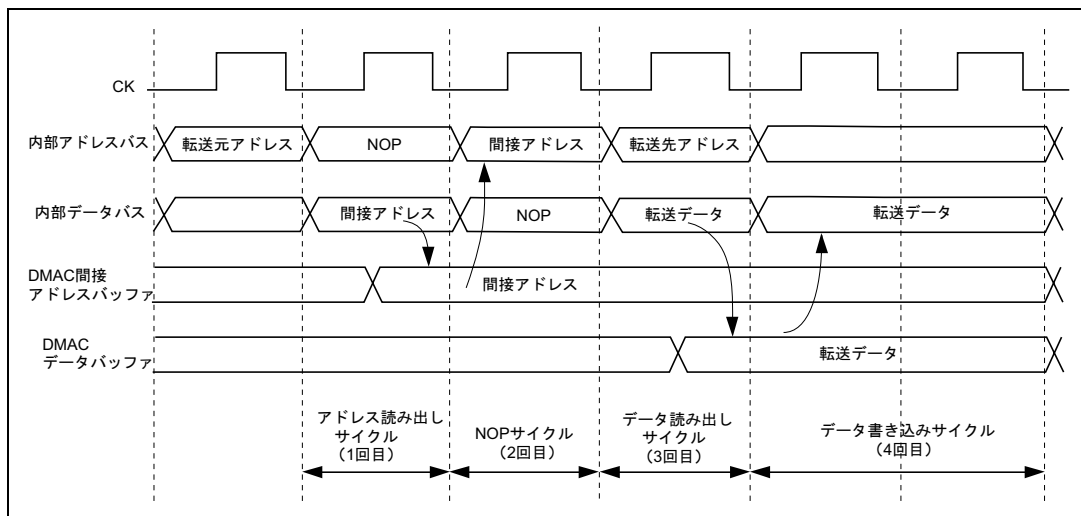 CK
内部アドレスバス
転送元アドレス
NOP
間接アドレス
転送先アドレス
内部データバス
間接アドレス
NOP
転送データ
転送データ
DMAC間接
アドレスバッファ
間接アドレス
DMAC
データバッファ
転送データ
アドレス読み出し
サイクル
（1回目）
NOPサイクル
（2回目）
データ読み出し
サイクル
（3回目）
データ書き込みサイクル
（4回目）